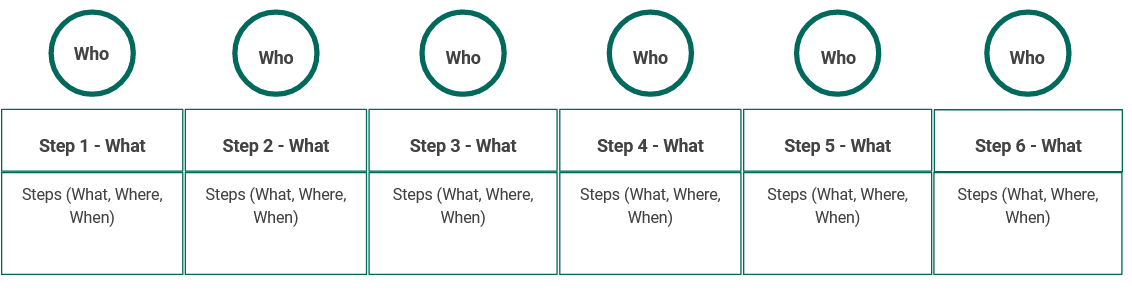 Who
Who
Who
Who
Who
Who
Step 1 - What
Step 2 - What
Step 3 - What
Step 4 - What
Step 5 - What
Step 6 - What
Steps (What, Where,
When)
Steps (What, Where,
When)
Steps (What, Where,
When)
Steps (What, Where,
When)
Steps (What, Where,
When)
Steps (What, Where,
When)